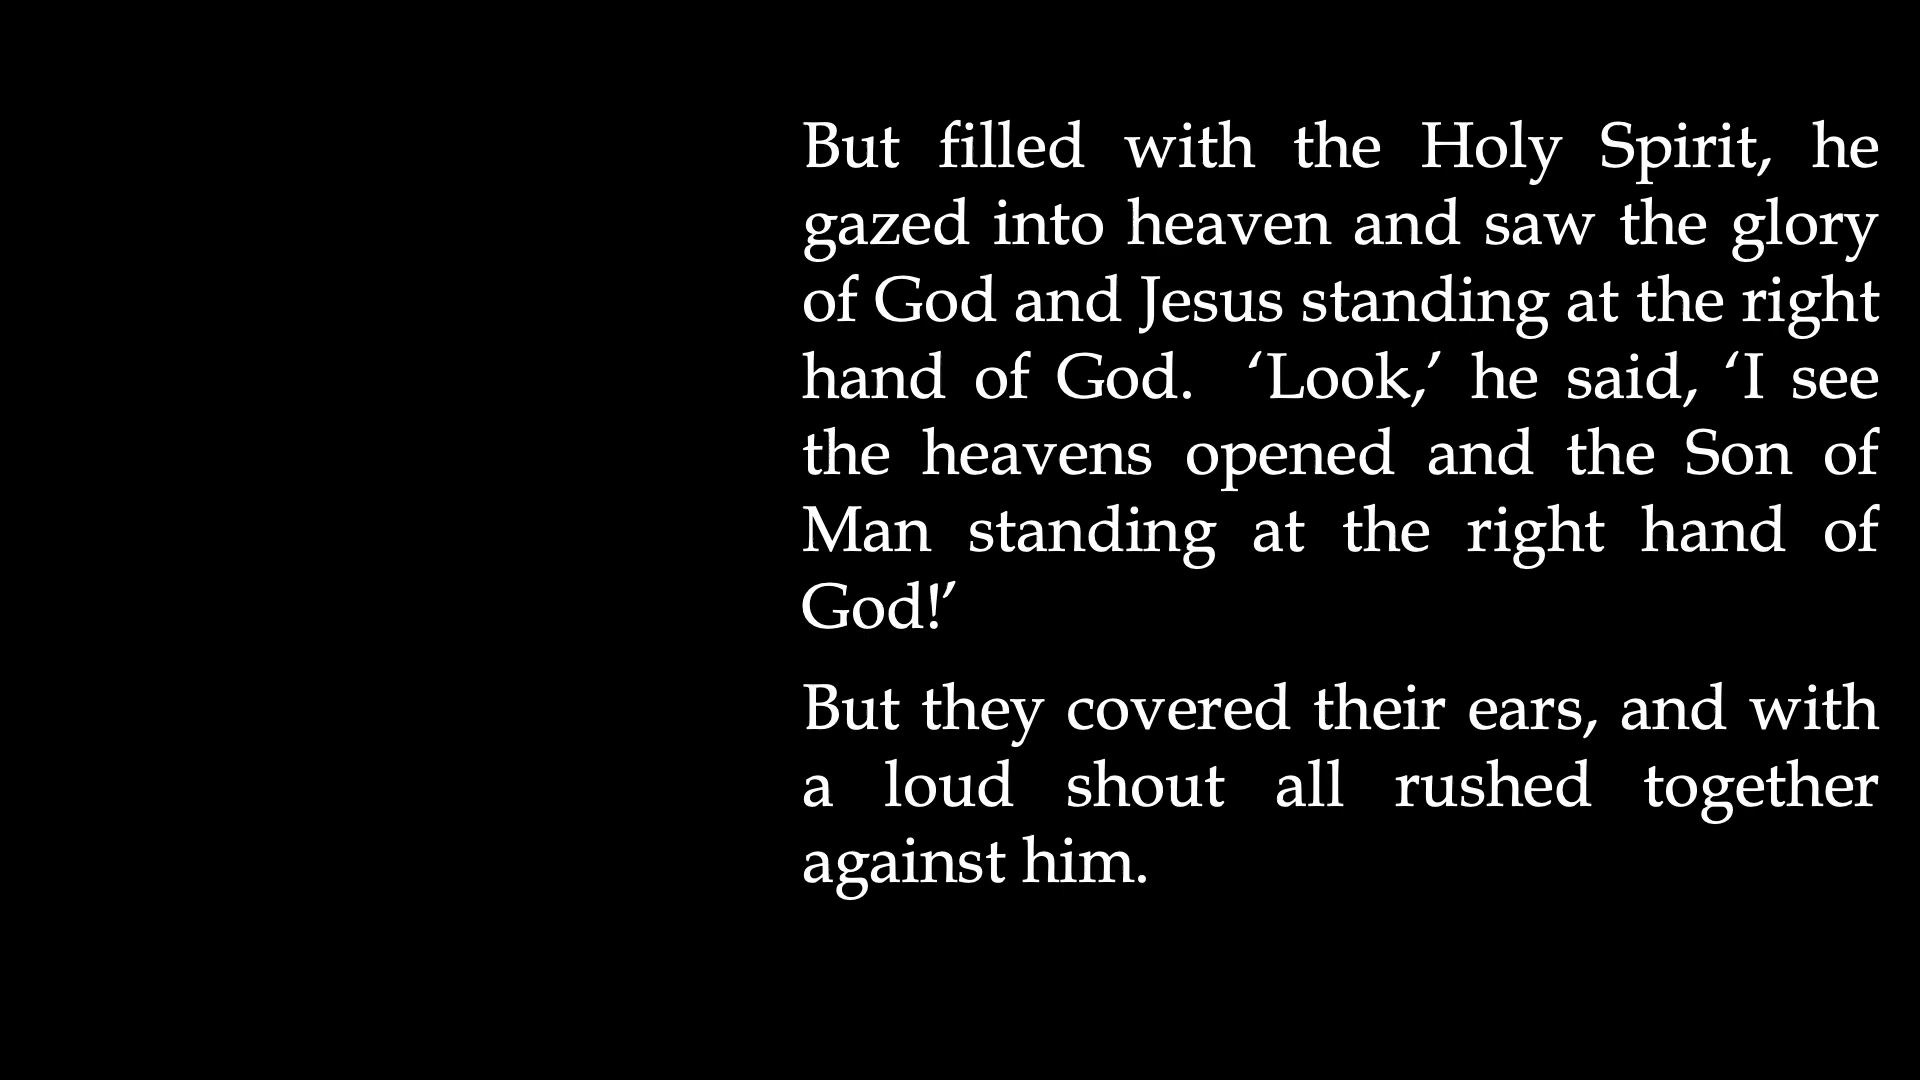 But filled with the Holy Spirit, he
gazed into heaven and saw the glory
of God and Jesus standing at the right
hand of God.  ‘Look,’ he said, ‘I see
the heavens opened and the Son of
Man standing at the right hand of
God!’
But they covered their ears, and with
a loud shout all rushed together
against him.